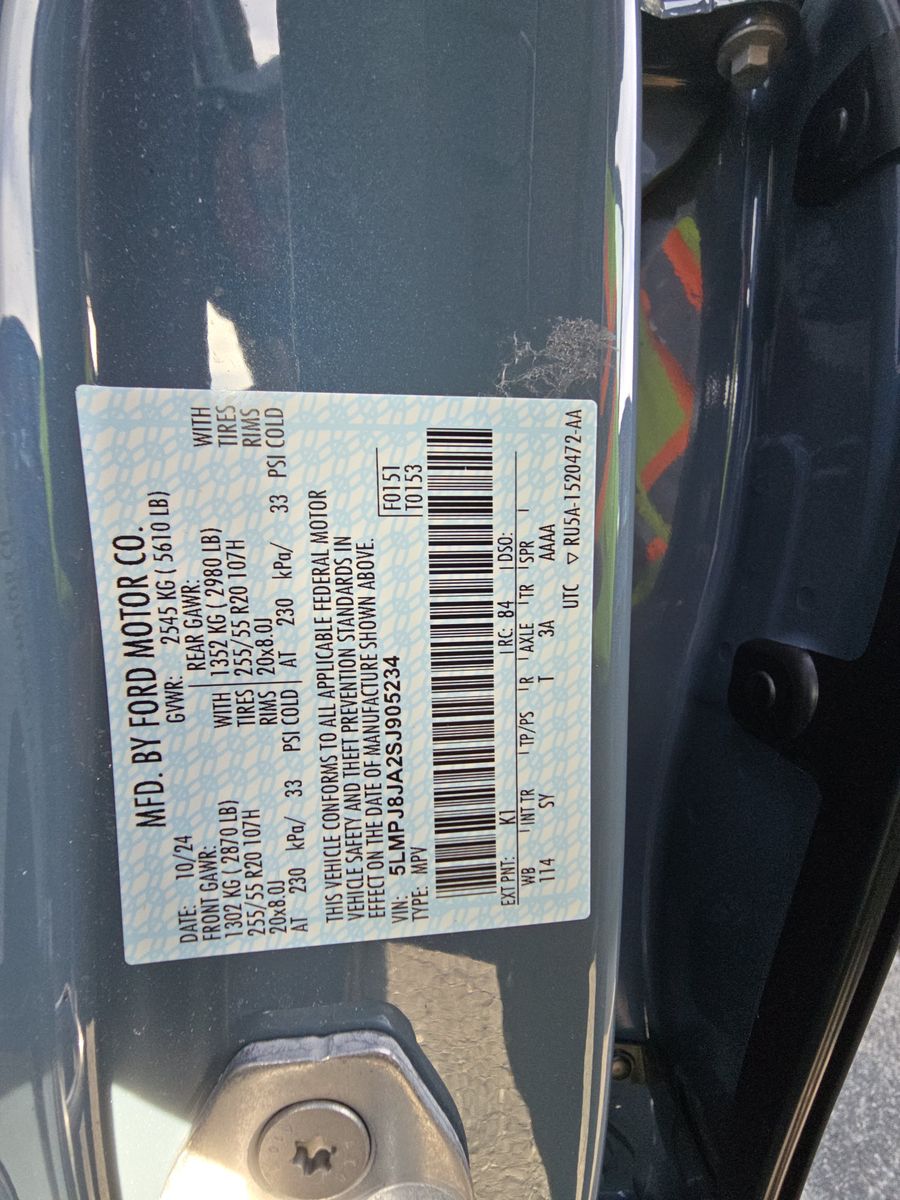 MFD. BY FORD MOTOR CO.
DATE: 10/24 GVWR: 2545 KG ( 5610 LB)
FRONT GAWR: REAR GAWR:
1302 KG ( 2870 LB) WITH 1352 KG ( 2980 LB) WITH
255/55 R20 107H TIRES 255/55 R20 107H TIRES
20x8.0J RIMS 20x8.0J RIMS
AT 230 kPa/ 33 PSI COLD AT 230 kPa/ 33 PSI COLD
THIS VEHICLE CONFORMS TO ALL APPLICABLE FEDERAL MOTOR
VEHICLE SAFETY AND THEFT PREVENTION STANDARDS IN
EFFECT ON THE DATE OF MANUFACTURE SHOWN ABOVE.
VIN: 5LMPJ8JA2SJ905234 F0151
TYPE: MPV T0153
EXT PNT: K1 RC: 84 DSO:
WB INT TR TP/PS R AXLE TR SPR
114 SY T 3A AAAA
UTC ▽ RU5A-1520472-AA